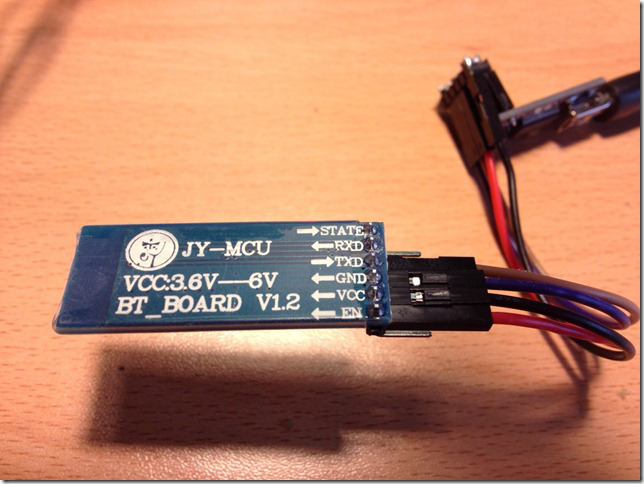 JY-MCU
VCC:3.6V—6V
BT_BOARD V1.2
STATE
RXD
TXD
GND
VCC
EN